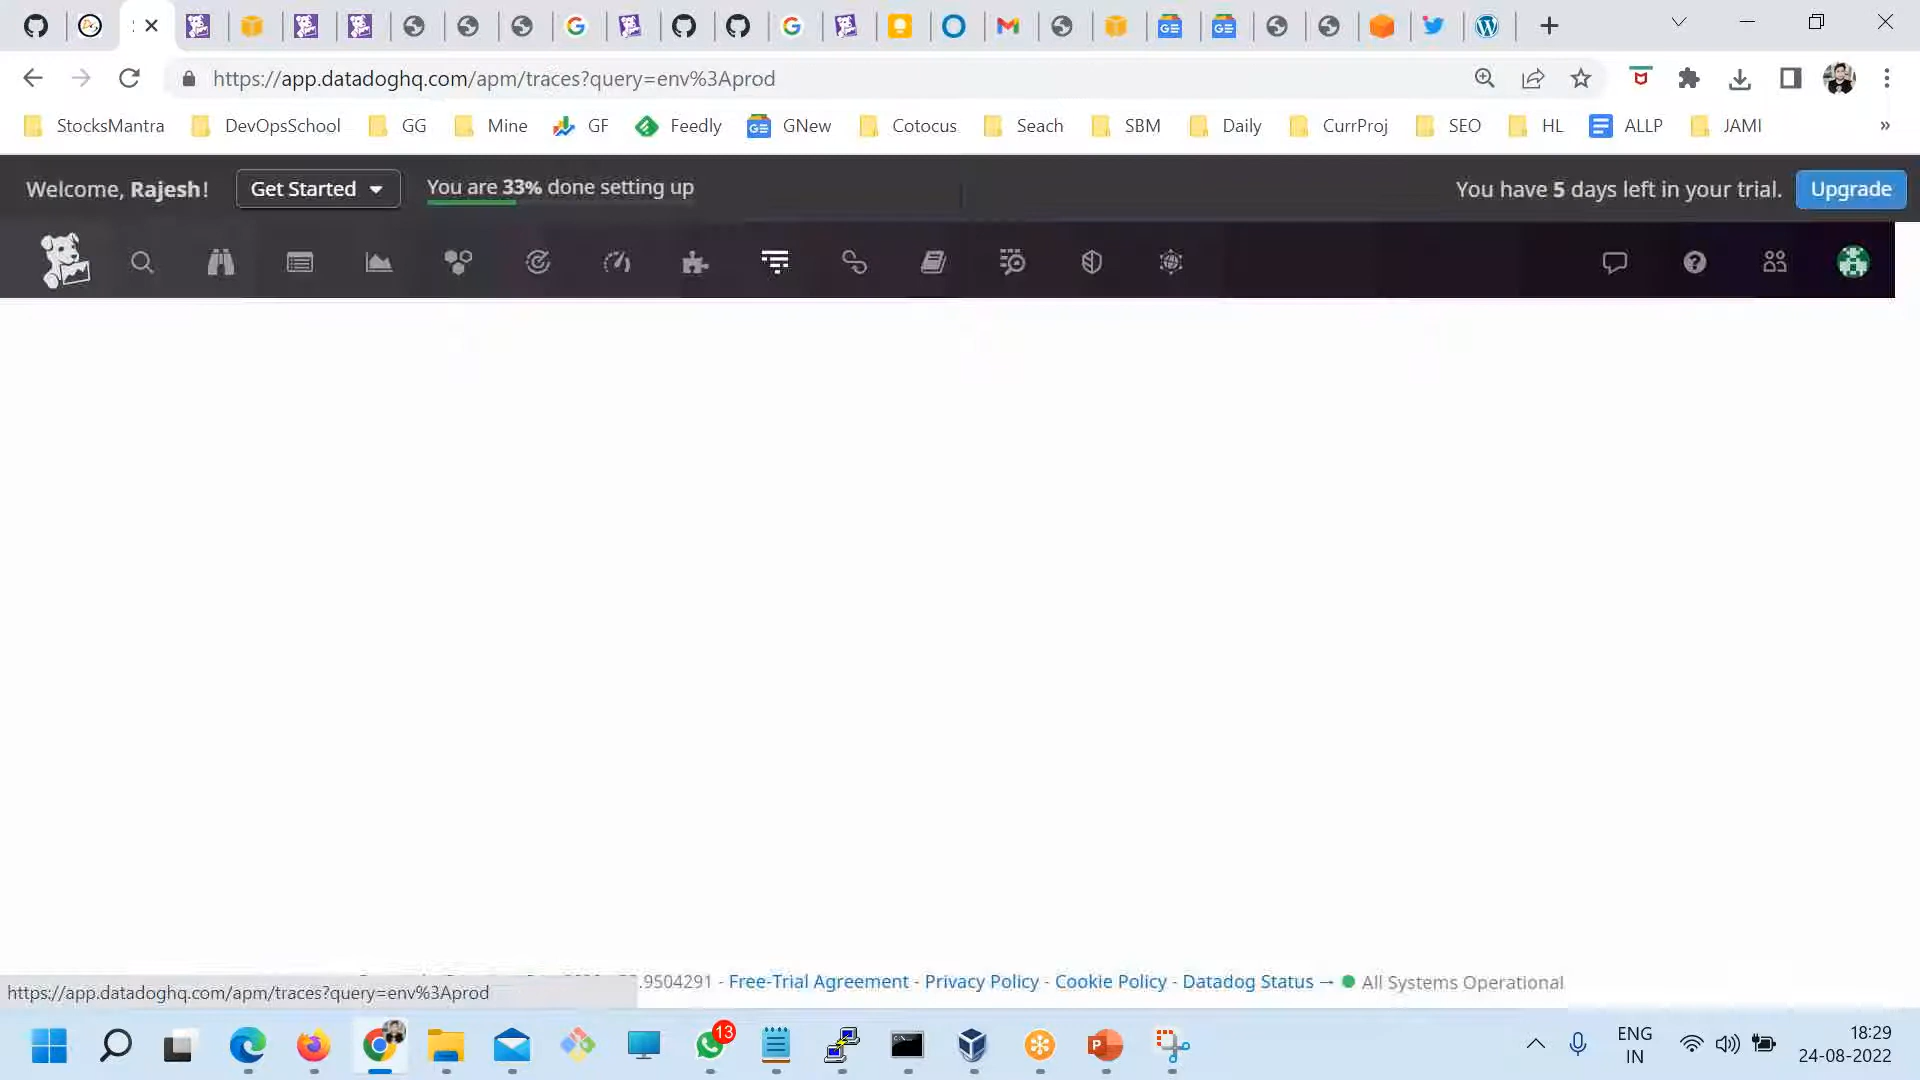 https://app.datadoghq.com/apm/traces?query=env%3Aprod
StocksMantra DevOpsSchool GG Mine GF Feedly GNew Cotocus Seach SBM Daily CurrProj SEO HL ALLP JAMI »
Welcome, Rajesh! Get Started You are 33% done setting up You have 5 days left in your trial. Upgrade
.9504291 - Free-Trial Agreement - Privacy Policy - Cookie Policy - Datadog Status → All Systems Operational
https://app.datadoghq.com/apm/traces?query=env%3Aprod
13
ENG
IN
18:29
24-08-2022